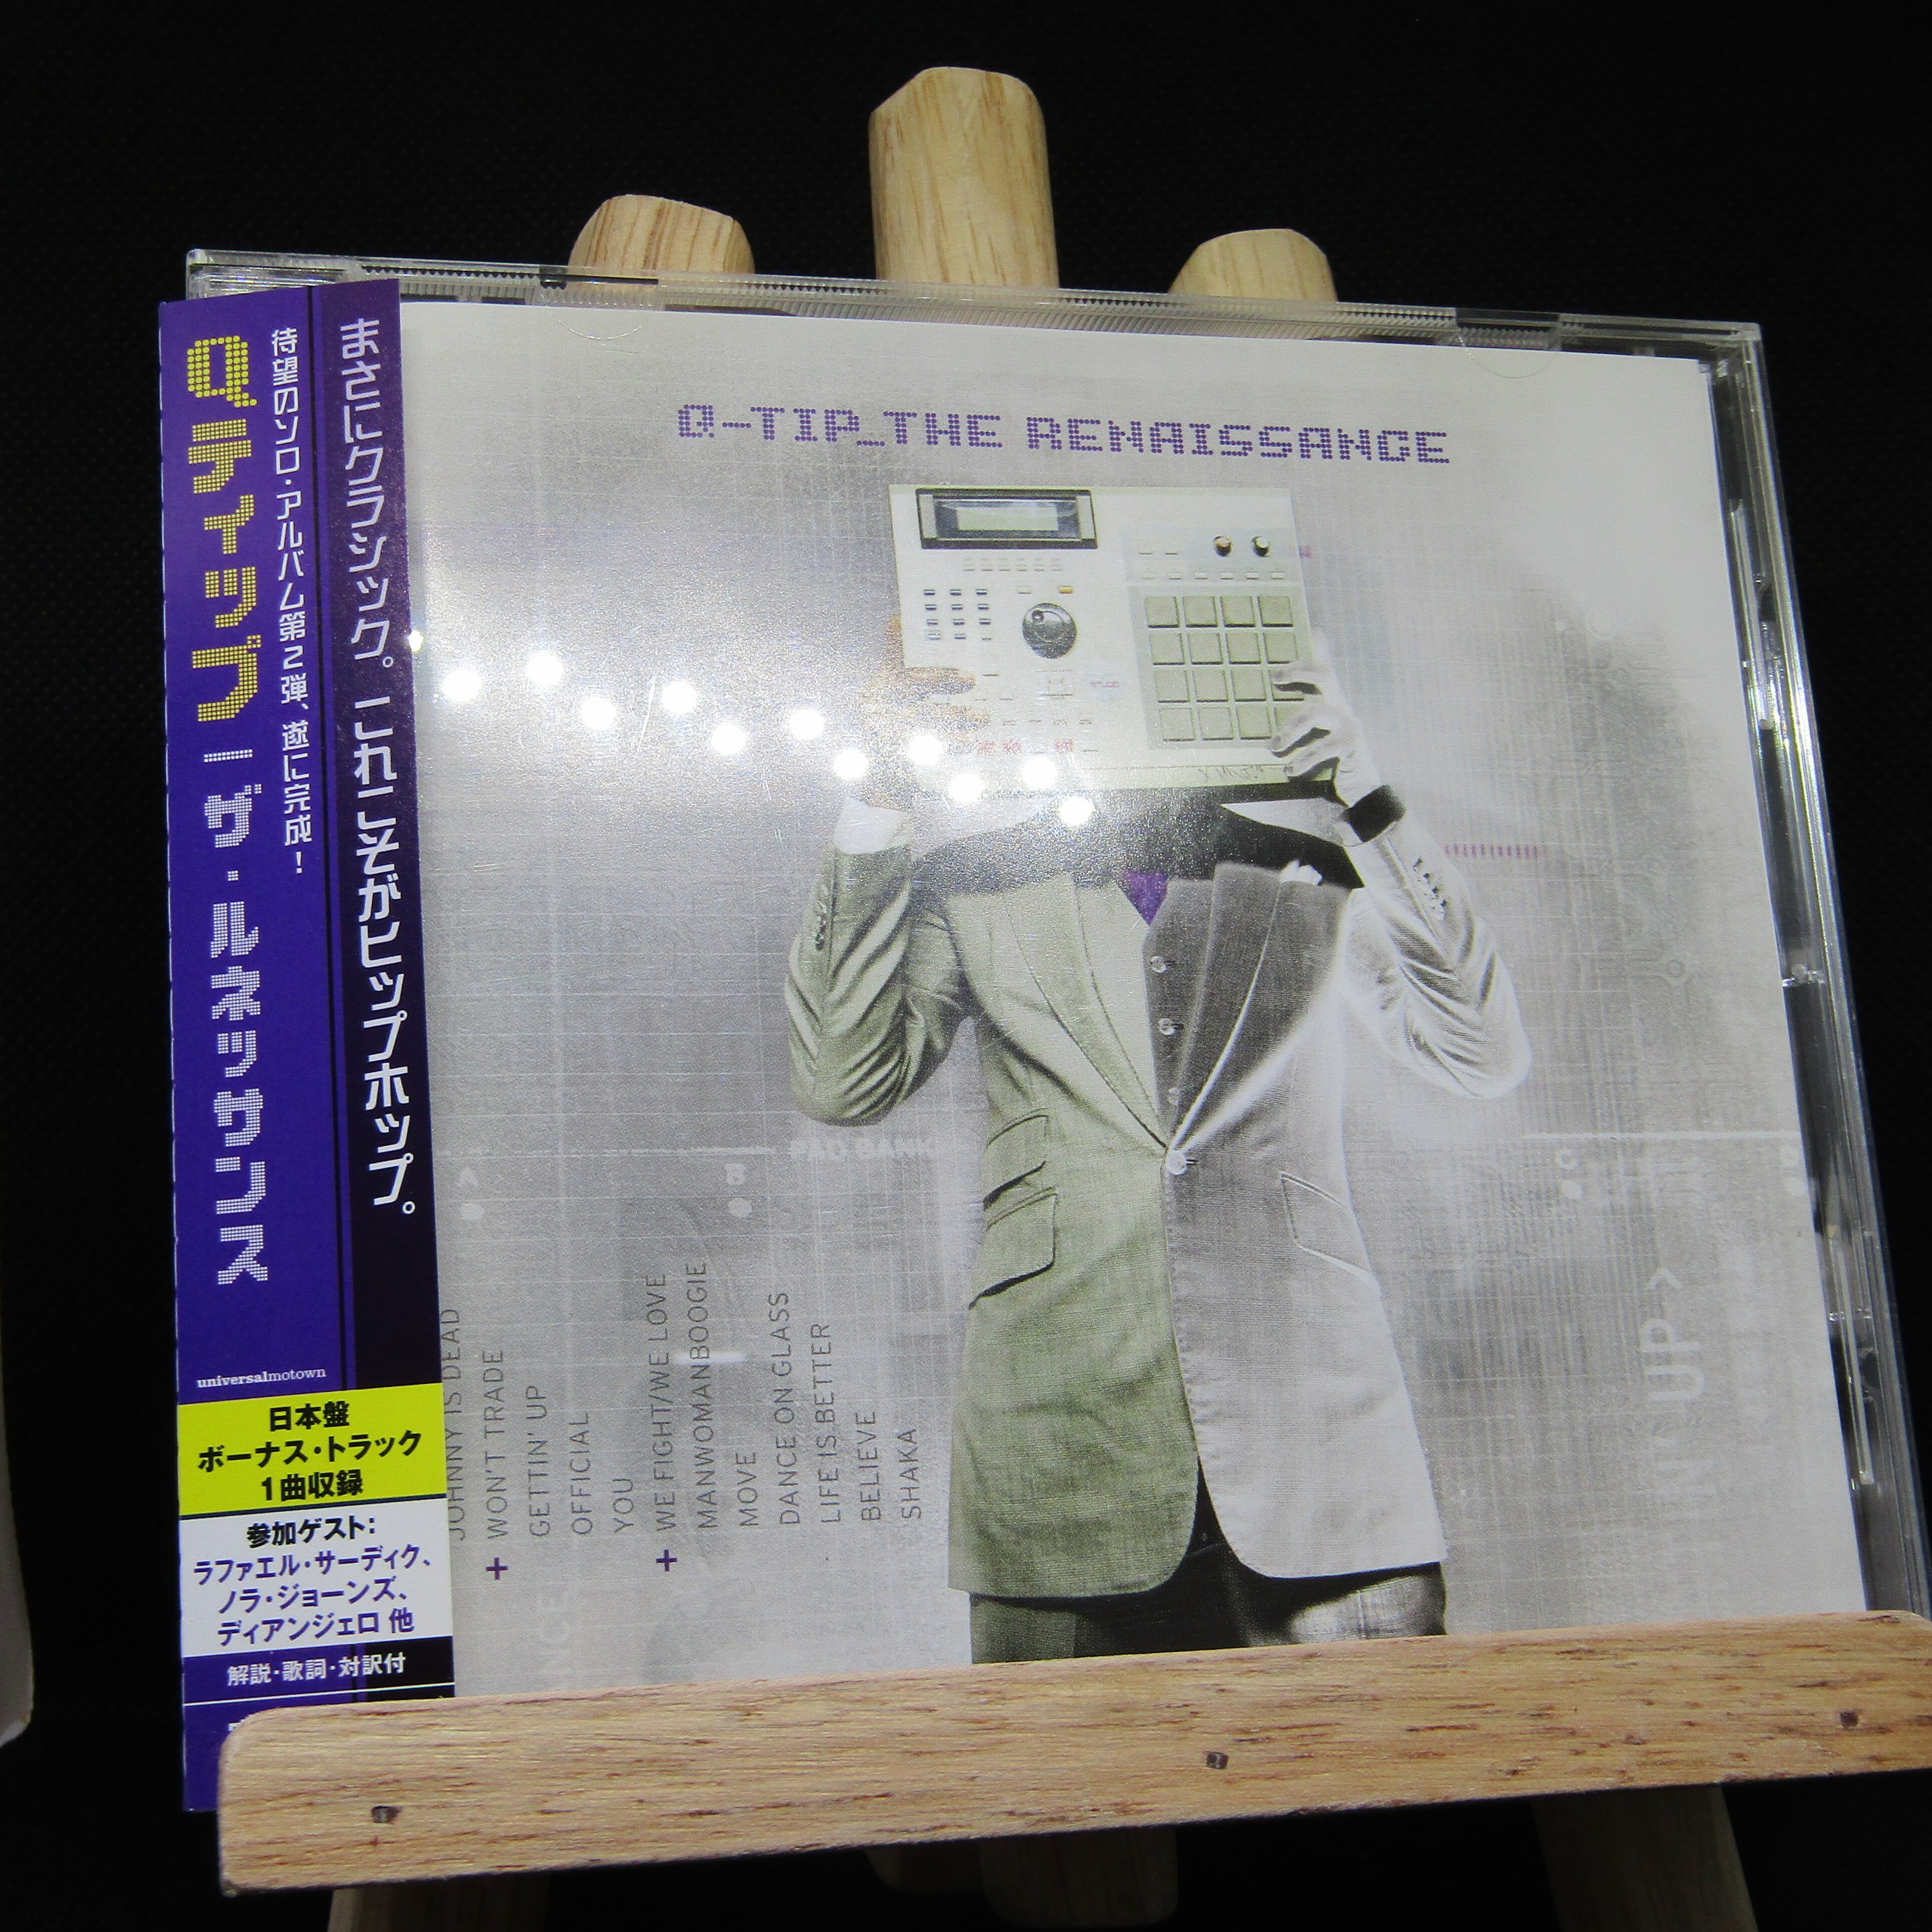 Qティップ – ザ・ルネッサンス
待望のソロ・アルバム第2弾、遂に完成！
まさにクラシック。これこそがヒップホップ。
universalmotown
日本盤
ボーナス・トラック
1曲収録
参加ゲスト：
ラファエル・サーディク、
ノラ・ジョーンズ、
ディアンジェロ 他
解説・歌詞・対訳付
Q-TIP_THE RENAISSANCE
JOHNNY IS DEAD
+ WON'T TRADE
GETTIN' UP
OFFICIAL
YOU
+ WE FIGHT/WE LOVE
MANWOMANBOOGIE
MOVE
DANCE ON GLASS
LIFE IS BETTER
BELIEVE
SHAKA
A
B
PAD BANK
C
D
UP>